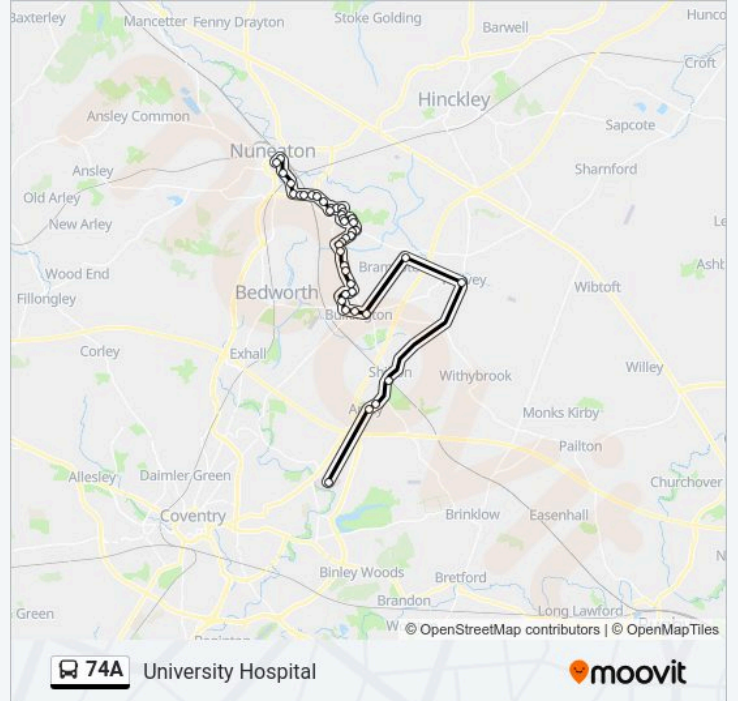 Baxterley
Mancetter
Fenny Drayton
Stoke Golding
Barwell
Hunco
Croft
Hinckley
Ansley Common
Sapcote
Nuneaton
Ansley
Sharnford
Old Arley
New Arley
Wood End
Asht
Wibtoft
Fillongley
Bedworth
Corley
Exhall
Willey
Withybrook
Monks Kirby
Pailton
Allesley
Daimler Green
Churchover
Coventry
Brinklow
Easenhall
Binley Woods
Bretford
Brandon
Long Lawford
Green
© OpenStreetMap contributors | © OpenMapTiles
74A University Hospital
moovit